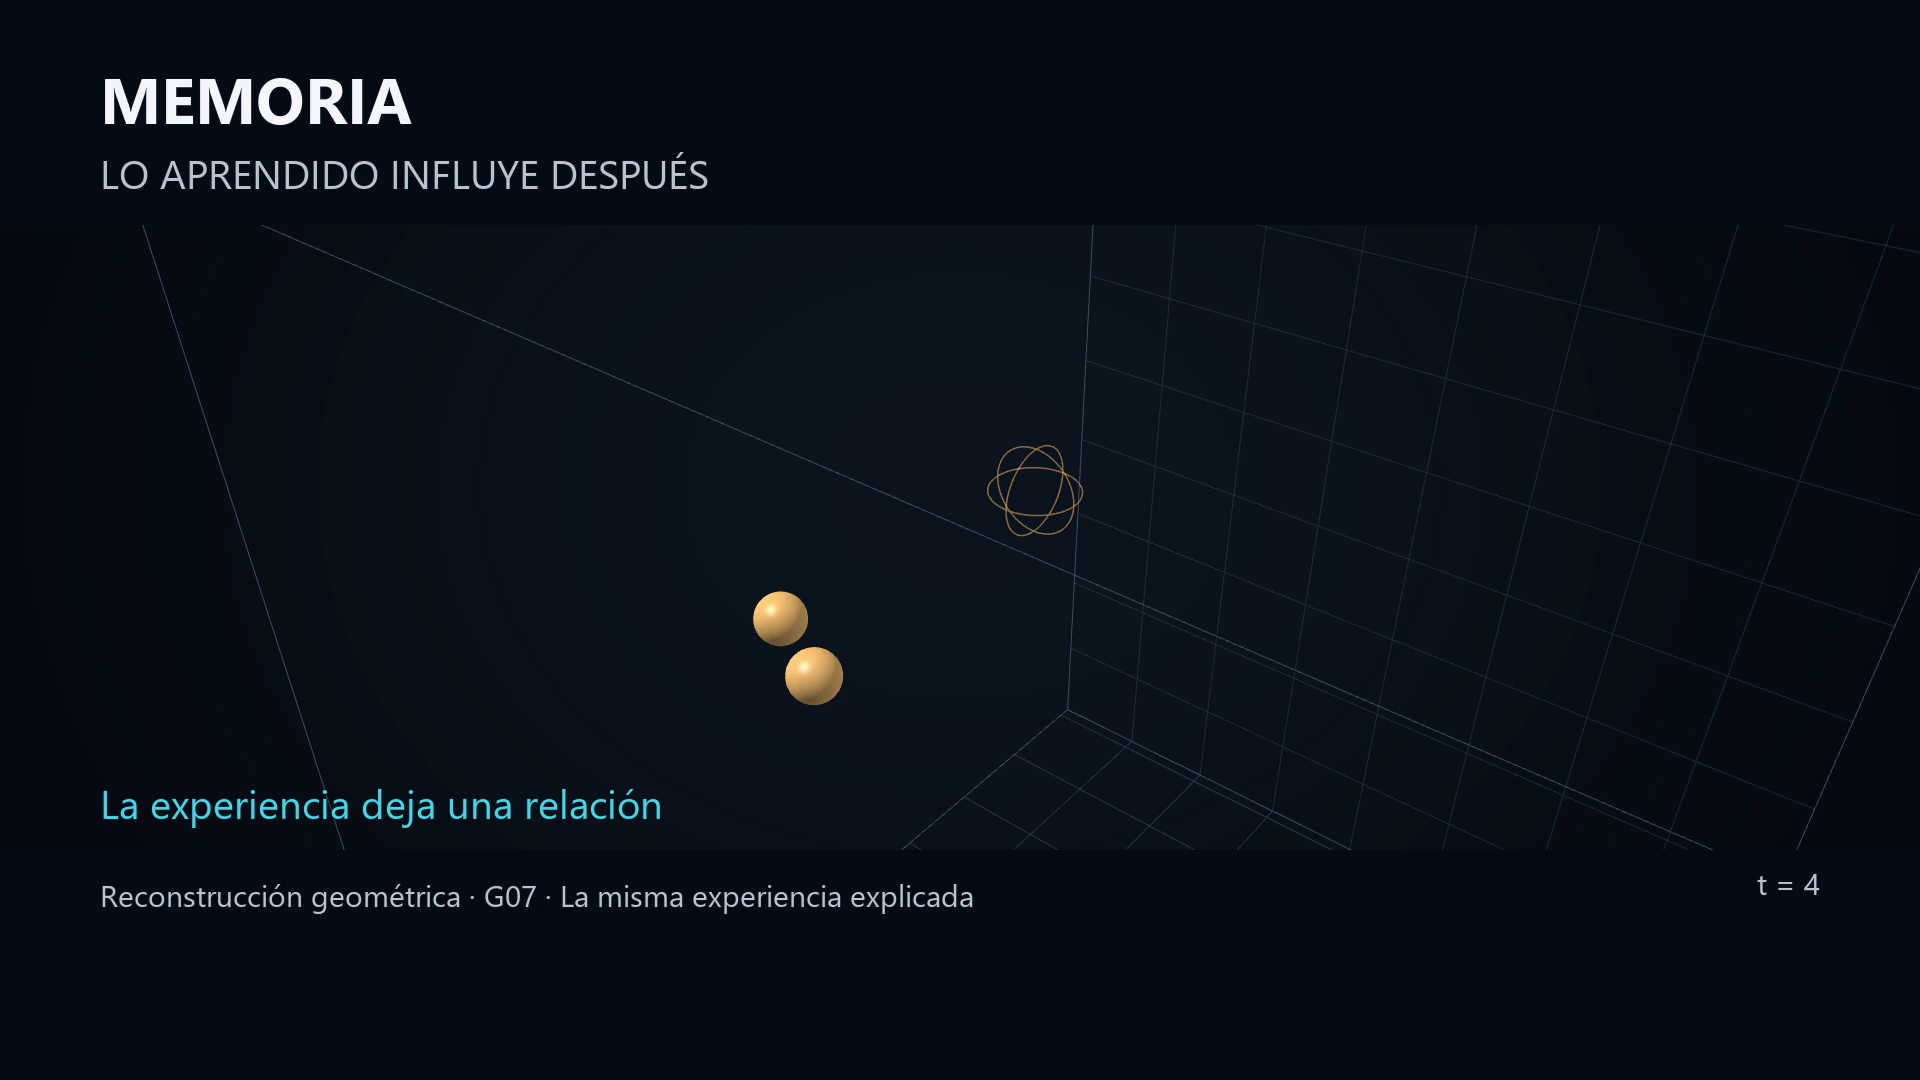 MEMORIA
LO APRENDIDO INFLUYE DESPUÉS
La experiencia deja una relación
Reconstrucción geométrica · G07 · La misma experiencia explicada
t = 4